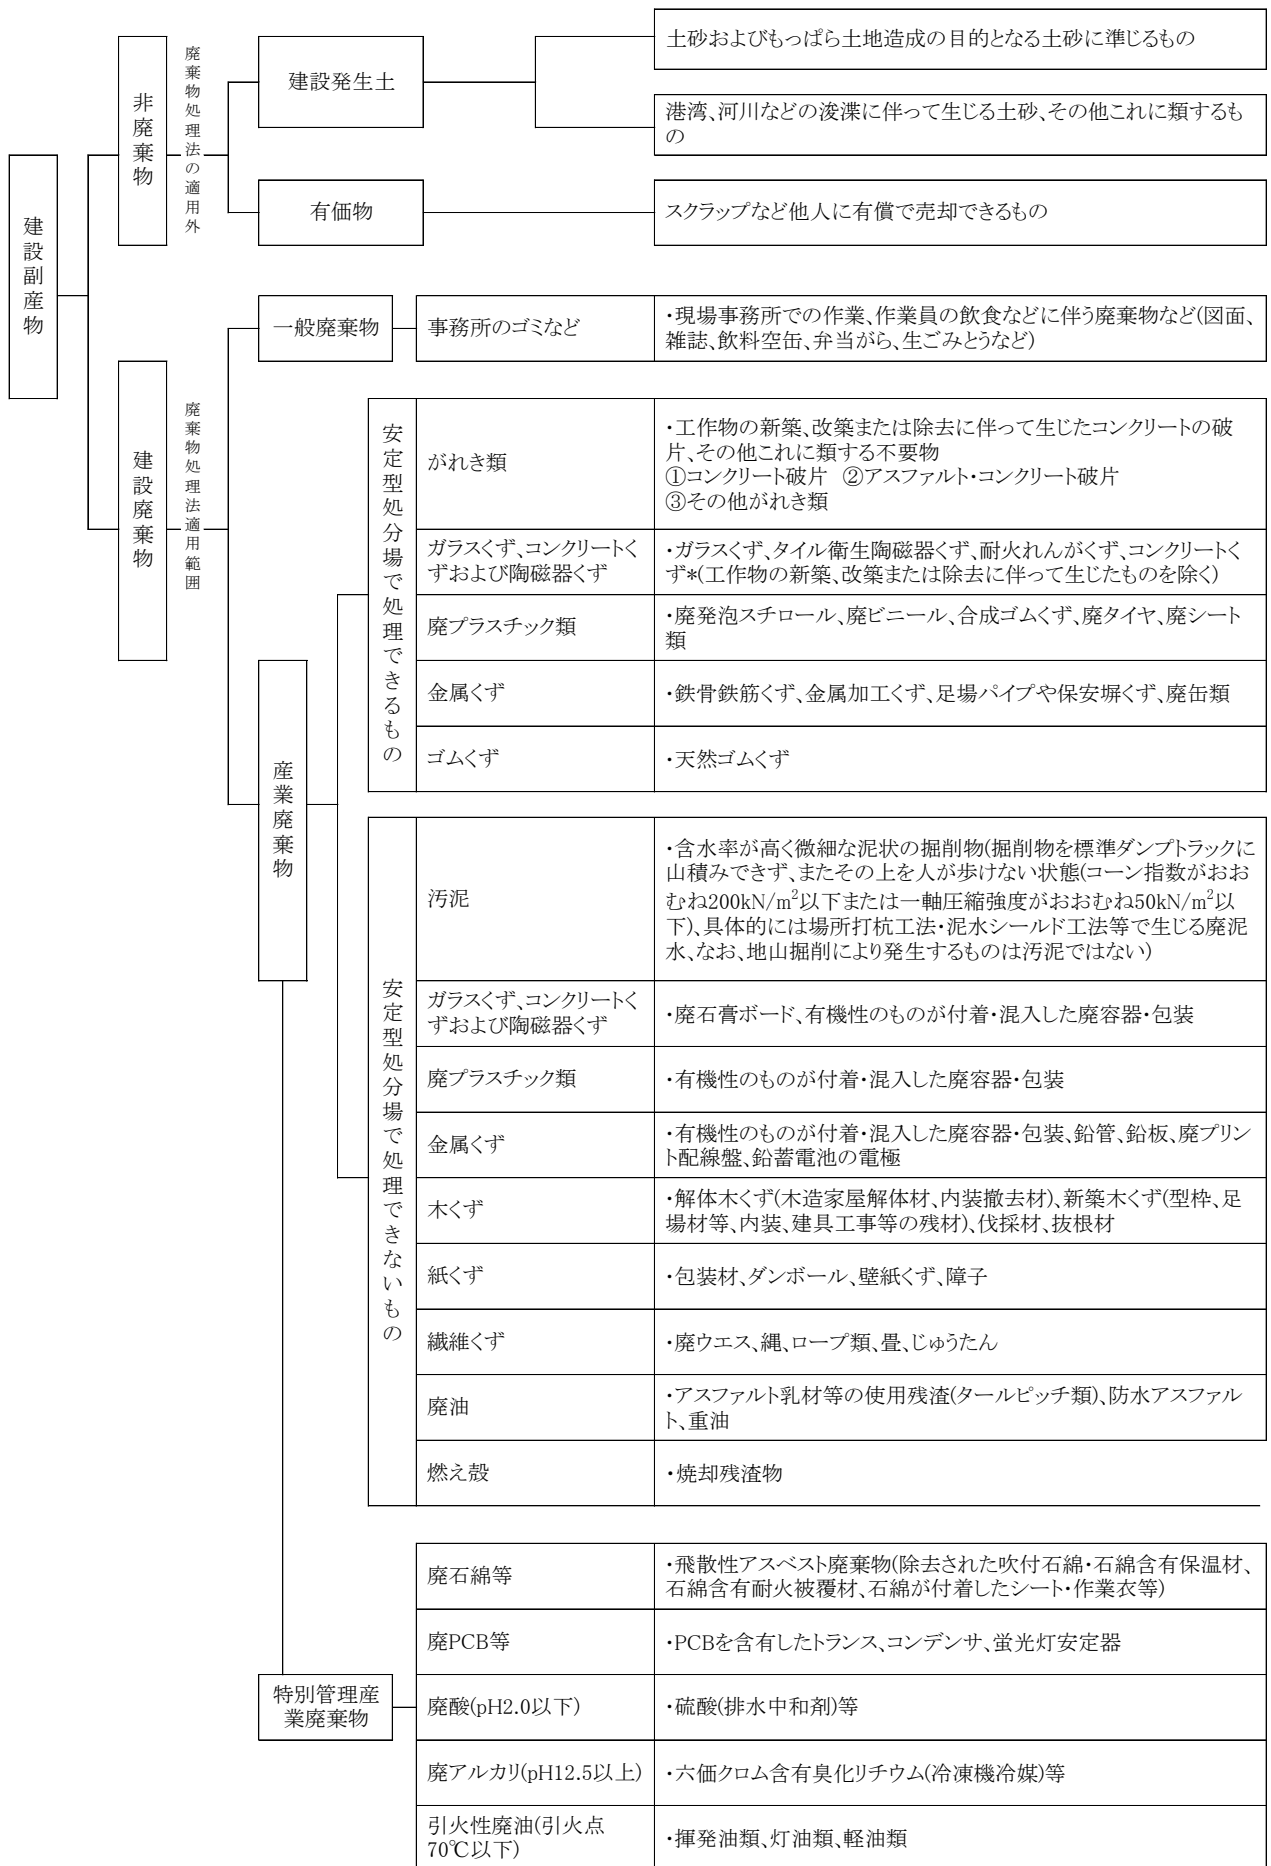 建設副産物
非廃棄物
廃棄物処理法の適用外
建設発生土
土砂およびもっぱら土地造成の目的となる土砂に準じるもの
港湾、河川などの浚渫に伴って生じる土砂、その他これに類するも
の
有価物
スクラップなど他人に有償で売却できるもの
建設廃棄物
廃棄物処理法適用範囲
一般廃棄物
事務所のゴミなど
・現場事務所での作業、作業員の飲食などに伴う廃棄物など(図面、
雑誌、飲料空缶、弁当がら、生ごみとうなど)
産業廃棄物
安定型処分場で処理できるもの
がれき類
・工作物の新築、改築または除去に伴って生じたコンクリートの破
片、その他これに類する不要物
①コンクリート破片 ②アスファルト・コンクリート破片
③その他がれき類
ガラスくず、コンクリートく
ずおよび陶磁器くず
・ガラスくず、タイル衛生陶磁器くず、耐火れんがくず、コンクリートく
ず*(工作物の新築、改築または除去に伴って生じたものを除く)
廃プラスチック類
・廃発泡スチロール、廃ビニール、合成ゴムくず、廃タイヤ、廃シート
類
金属くず
・鉄骨鉄筋くず、金属加工くず、足場パイプや保安塀くず、廃缶類
ゴムくず
・天然ゴムくず
安定型処分場で処理できないもの
汚泥
・含水率が高く微細な泥状の掘削物(掘削物を標準ダンプトラックに
山積みできず、またその上を人が歩けない状態(コーン指数がおお
むね200kN/m²以下または一軸圧縮強度がおおむね50kN/m²以
下)、具体的には場所打杭工法・泥水シールド工法等で生じる廃泥
水、なお、地山掘削により発生するものは汚泥ではない)
ガラスくず、コンクリートく
ずおよび陶磁器くず
・廃石膏ボード、有機性のものが付着・混入した廃容器・包装
廃プラスチック類
・有機性のものが付着・混入した廃容器・包装
金属くず
・有機性のものが付着・混入した廃容器・包装、鉛管、鉛板、廃プリン
ト配線盤、鉛蓄電池の電極
木くず
・解体木くず(木造家屋解体材、内装撤去材)、新築木くず(型枠、足
場材等、内装、建具工事等の残材)、伐採材、抜根材
紙くず
・包装材、ダンボール、壁紙くず、障子
繊維くず
・廃ウエス、縄、ロープ類、畳、じゅうたん
廃油
・アスファルト乳材等の使用残渣(タールピッチ類)、防水アスファル
ト、重油
燃え殻
・焼却残渣物
特別管理産
業廃棄物
廃石綿等
・飛散性アスベスト廃棄物(除去された吹付石綿・石綿含有保温材、
石綿含有耐火被覆材、石綿が付着したシート・作業衣等)
廃PCB等
・PCBを含有したトランス、コンデンサ、蛍光灯安定器
廃酸(pH2.0以下)
・硫酸(排水中和剤)等
廃アルカリ(pH12.5以上)
・六価クロム含有臭化リチウム(冷凍機冷媒)等
引火性廃油(引火点
70℃以下)
・揮発油類、灯油類、軽油類